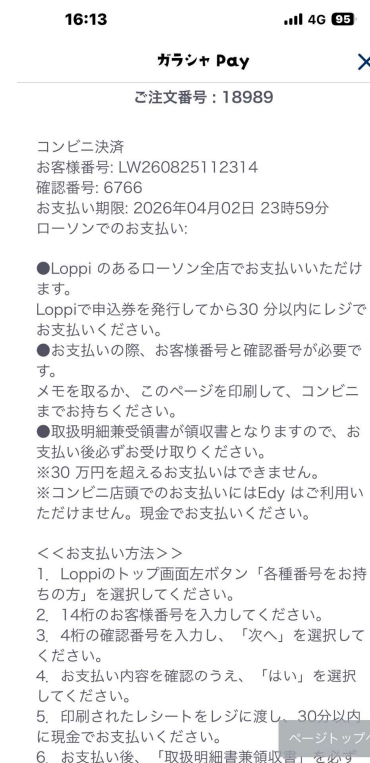 16:13
4G 95
ガラシャ Pay
ご注文番号：18989
コンビニ決済
お客様番号: LW260825112314
確認番号: 6766
お支払い期限: 2026年04月02日 23時59分
ローソンでのお支払い:
●Loppi のあるローソン全店でお支払いいただけ
ます。
Loppiで申込券を発行してから30 分以内にレジで
お支払いください。
●お支払いの際、お客様番号と確認番号が必要で
す。
メモを取るか、このページを印刷して、コンビニ
までお持ちください。
●取扱明細兼受領書が領収書となりますので、お
支払い後必ずお受け取りください。
※30 万円を超えるお支払いはできません。
※コンビニ店頭でのお支払いにはEdy はご利用い
ただけません。現金でお支払いください。
＜＜お支払い方法＞＞
1．Loppiのトップ画面左ボタン「各種番号をお持
ちの方」を選択してください。
2．14桁のお客様番号を入力してください。
3．4桁の確認番号を入力し、「次へ」を選択して
ください。
4．お支払い内容を確認のうえ、「はい」を選択
してください。
5．印刷されたレシートをレジに渡し、30分以内
に現金でお支払いください。
ページトップへ
6．お支払い後、「取扱明細書兼領収書」を必ず